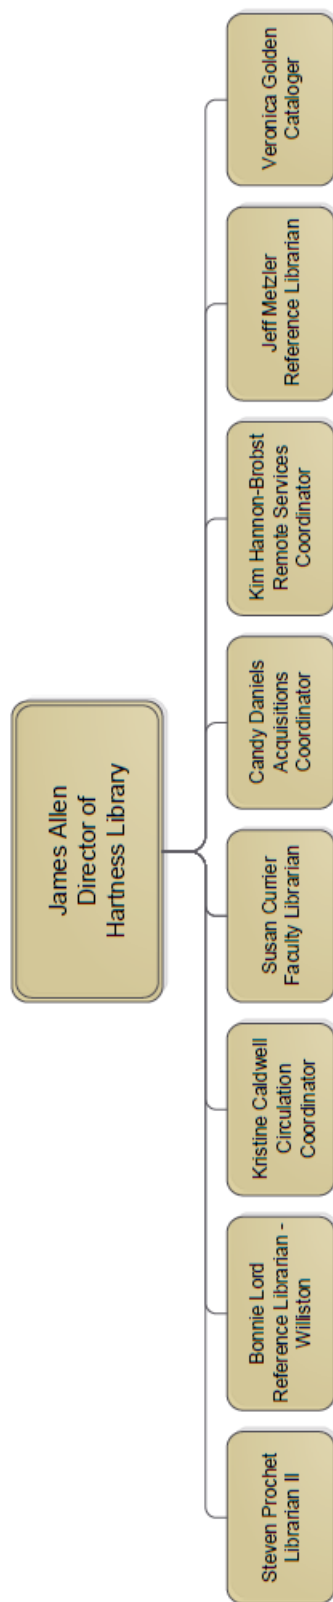 James Allen
Director of
Hartness Library
Steven Prochet
Librarian II
Bonnie Lord
Reference Librarian -
Williston
Kristine Caldwell
Circulation
Coordinator
Susan Currier
Faculty Librarian
Candy Daniels
Acquisitions
Coordinator
Kim Hannon-Brobst
Remote Services
Coordinator
Jeff Metzler
Reference Librarian
Veronica Golden
Cataloger